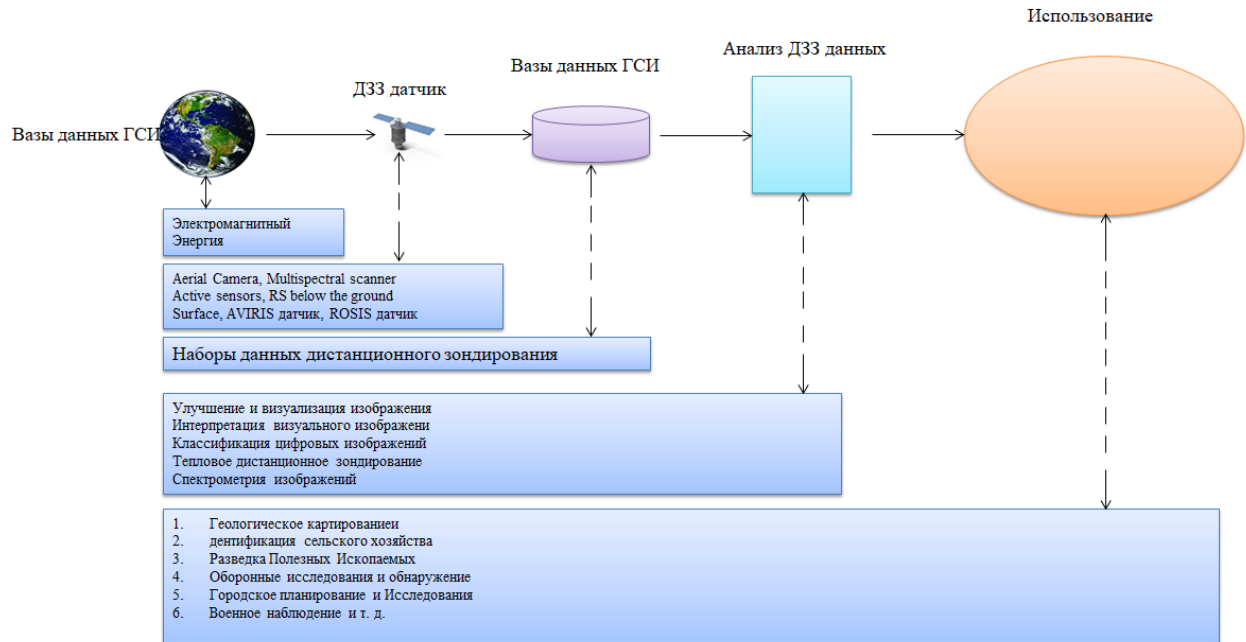 Использование
Анализ ДЗЗ данных
Вазы данных ГСИ
ДЗЗ датчик
Вазы данных ГСИ
Электромагнитный
Энергия
Aerial Camera, Multispectral scanner
Active sensors, RS below the ground
Surface, AVIRIS датчик, ROSIS датчик
Наборы данных дистанционного зондирования
Улучшение и визуализация изображения
Интерпретация визуального изображени
Классификация цифровых изображений
Тепловое дистанционное зондирование
Спектрометрия изображений
1. Геологическое картированиеи
2. дентификация сельского хозяйства
3. Разведка Полезных Ископаемых
4. Оборонные исследования и обнаружение
5. Городское планирование и Исследования
6. Военное наблюдение и т. д.